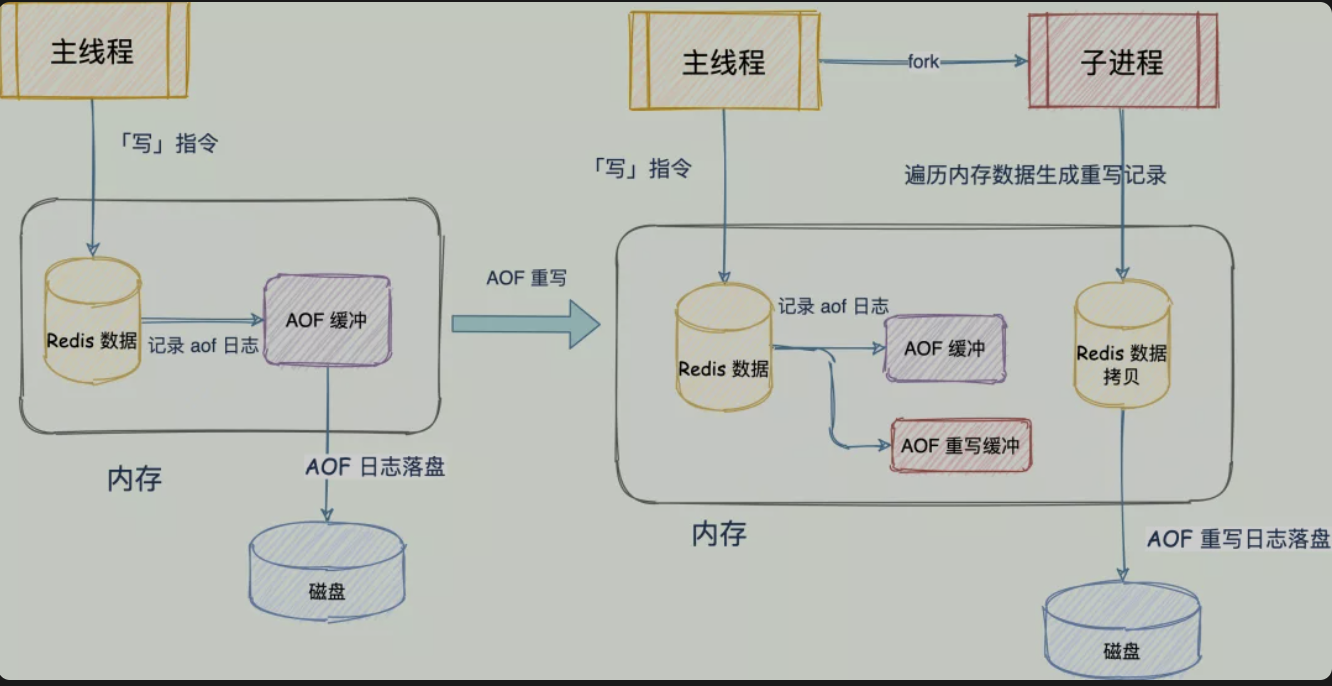 主线程
「写」指令
Redis 数据
记录 aof 日志
AOF 缓冲
内存
AOF 日志落盘
磁盘
AOF 重写
主线程
fork
子进程
「写」指令
遍历内存数据生成重写记录
Redis 数据
记录 aof 日志
AOF 缓冲
AOF 重写缓冲
Redis 数据
拷贝
内存
AOF 重写日志落盘
磁盘